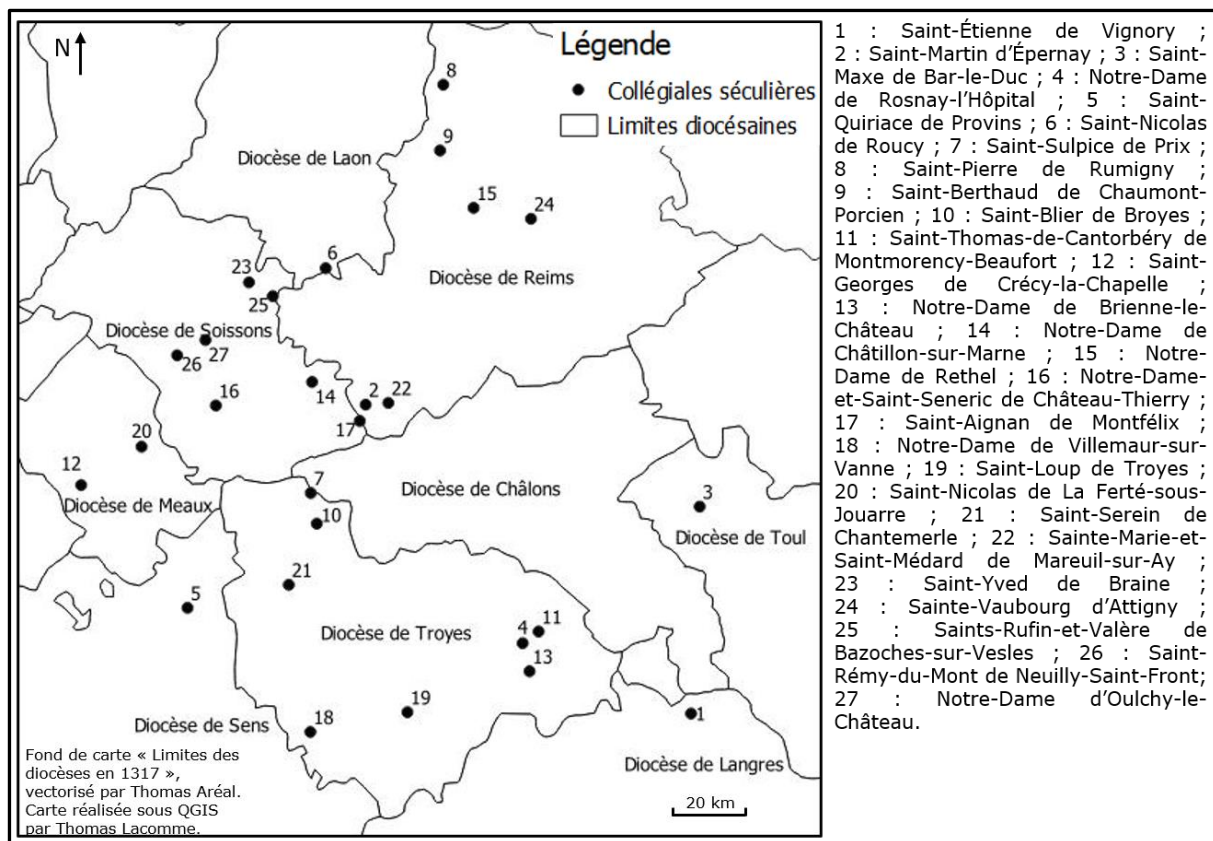 N
Légende
Collégiales séculières
Limites diocésaines
8
Diocèse de Laon
9
15
24
6
23
Diocèse de Reims
25
Diocèse de Soissons
27
26
14
16
2
22
17
20
12
7
Diocèse de Châlons
3
Diocèse de Meaux
10
Diocèse de Toul
21
5
11
4
Diocèse de Troyes
13
19
18
1
Diocèse de Sens
Diocèse de Langres
20 km
Fond de carte « Limites des
diocèses en 1317 »,
vectorisé par Thomas Aréal.
Carte réalisée sous QGIS
par Thomas Lacomme.
1 : Saint-Étienne de Vignory ;
2 : Saint-Martin d’Épernay ; 3 : Saint-
Maxe de Bar-le-Duc ; 4 : Notre-Dame
de Rosnay-l’Hôpital ; 5 : Saint-
Quiriace de Provins ; 6 : Saint-Nicolas
de Roucy ; 7 : Saint-Sulpice de Prix ;
8 : Saint-Pierre de Rumigny ;
9 : Saint-Berthaud de Chaumont-
Porcien ; 10 : Saint-Blier de Broyes ;
11 : Saint-Thomas-de-Cantorbéry de
Montmorency-Beaufort ; 12 : Saint-
Georges de Crécy-la-Chapelle ;
13 : Notre-Dame de Brienne-le-
Château ; 14 : Notre-Dame de
Châtillon-sur-Marne ; 15 : Notre-
Dame de Rethel ; 16 : Notre-Dame-
et-Saint-Seneric de Château-Thierry ;
17 : Saint-Aignan de Montfélix ;
18 : Notre-Dame de Villemaur-sur-
Vanne ; 19 : Saint-Loup de Troyes ;
20 : Saint-Nicolas de La Ferté-sous-
Jouarre ; 21 : Saint-Serein de
Chantemerle ; 22 : Sainte-Marie-et-
Saint-Médard de Mareuil-sur-Ay ;
23 : Saint-Yved de Braine ;
24 : Sainte-Vaubourg d’Attigny ;
25 : Saints-Rufin-et-Valère de
Bazoches-sur-Vesles ; 26 : Saint-
Rémy-du-Mont de Neuilly-Saint-Front;
27 : Notre-Dame d’Oulchy-le-
Château.